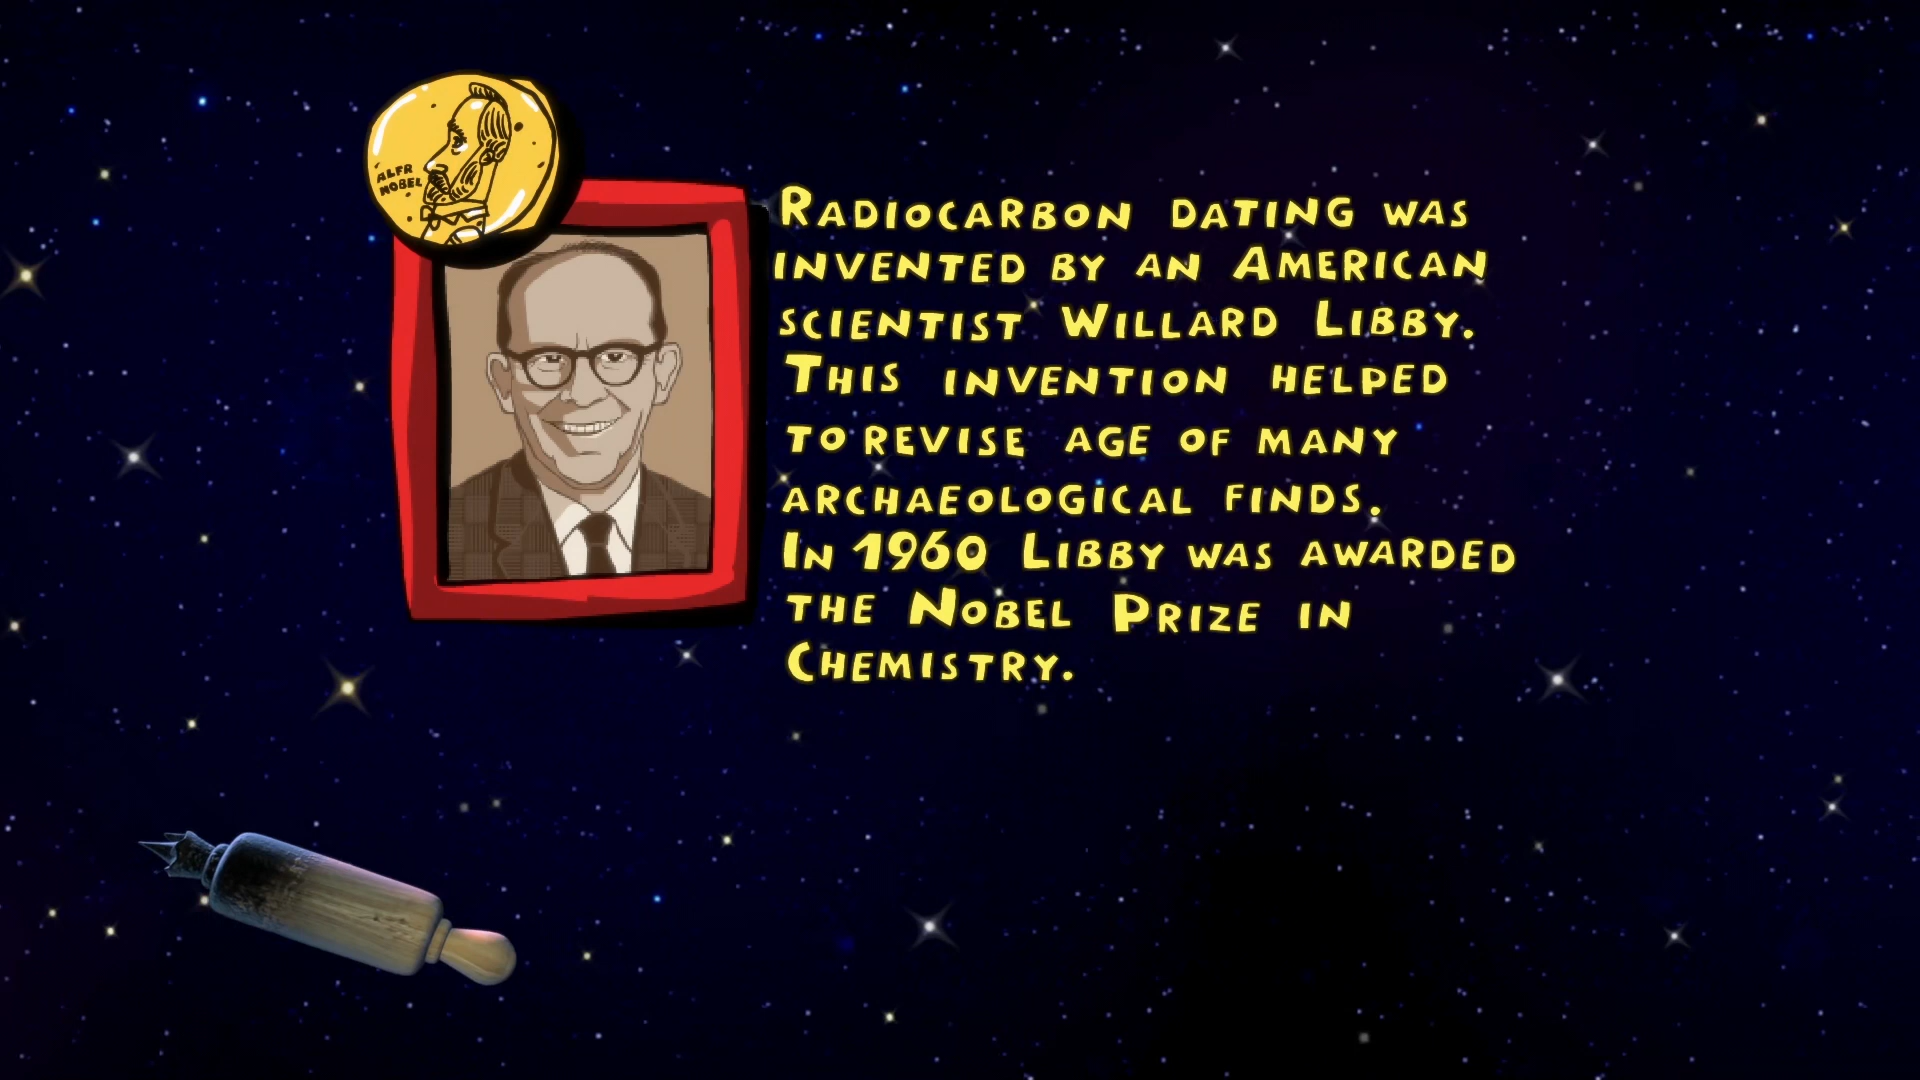 ALFR
NOBEL
Radiocarbon dating was
invented by an American
scientist Willard Libby.
This invention helped
to revise age of many
archaeological finds.
In 1960 Libby was awarded
the Nobel Prize in
Chemistry.